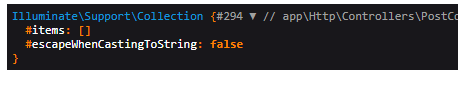 Illuminate\Support\Collection {#294 ▼ // app\Http\Controllers\PostCo
#items: []
#escapeWhenCastingToString: false
}